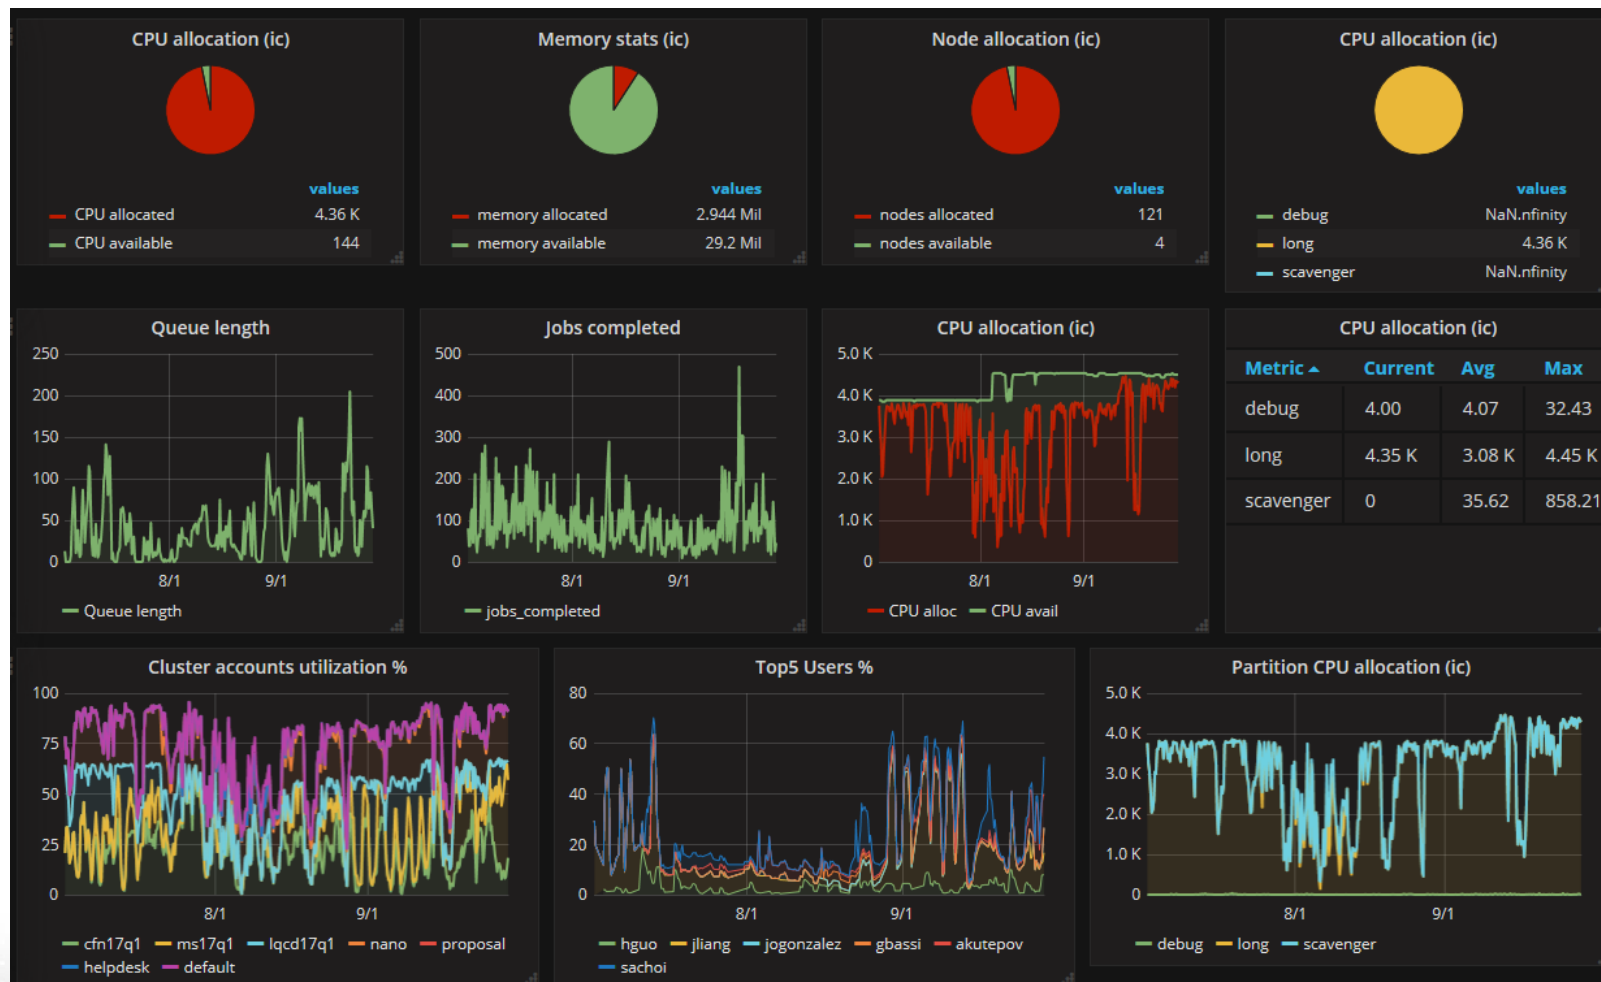 CPU allocation (ic)
values
CPU allocated 4.36 K
CPU available 144
Memory stats (ic)
values
memory allocated 2.944 Mil
memory available 29.2 Mil
Node allocation (ic)
values
nodes allocated 121
nodes available 4
CPU allocation (ic)
values
debug NaN.nfinity
long 4.36 K
scavenger NaN.nfinity
Queue length
250
200
150
100
50
0
8/1 9/1
Queue length
Jobs completed
500
400
300
200
100
0
8/1 9/1
jobs_completed
CPU allocation (ic)
5.0 K
4.0 K
3.0 K
2.0 K
1.0 K
0
8/1 9/1
CPU alloc CPU avail
CPU allocation (ic)
Metric Current Avg Max
debug 4.00 4.07 32.43
long 4.35 K 3.08 K 4.45 K
scavenger 0 35.62 858.21
Cluster accounts utilization %
100
75
50
25
0
8/1 9/1
cfn17q1 ms17q1 lqcd17q1 nano proposal
helpdesk default
Top5 Users %
80
60
40
20
0
8/1 9/1
hguo jliang jogonzalez gbassi akutepov
sachoi
Partition CPU allocation (ic)
5.0 K
4.0 K
3.0 K
2.0 K
1.0 K
0
8/1 9/1
debug long scavenger